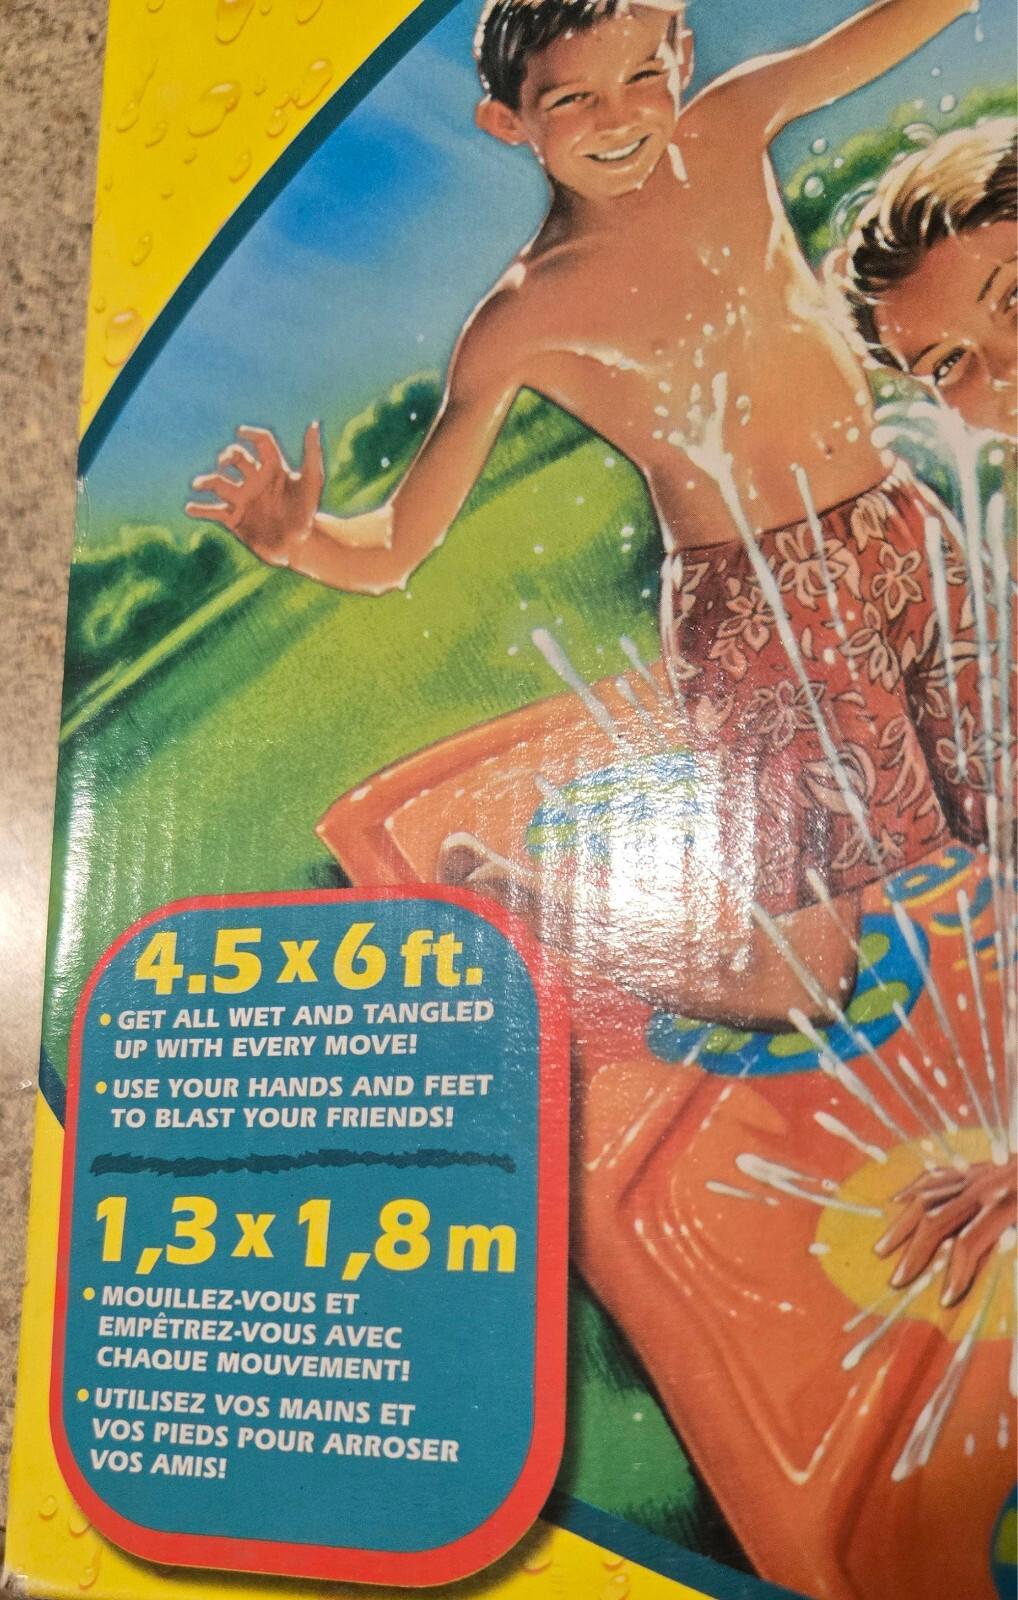 4.5 x 6 ft.
• GET ALL WET AND TANGLED
UP WITH EVERY MOVE!
• USE YOUR HANDS AND FEET
TO BLAST YOUR FRIENDS!
1,3 x 1,8 m
• MOUILLEZ-VOUS ET
EMPÊTREZ-VOUS AVEC
CHAQUE MOUVEMENT!
• UTILISEZ VOS MAINS ET
VOS PIEDS POUR ARROSER
VOS AMIS!